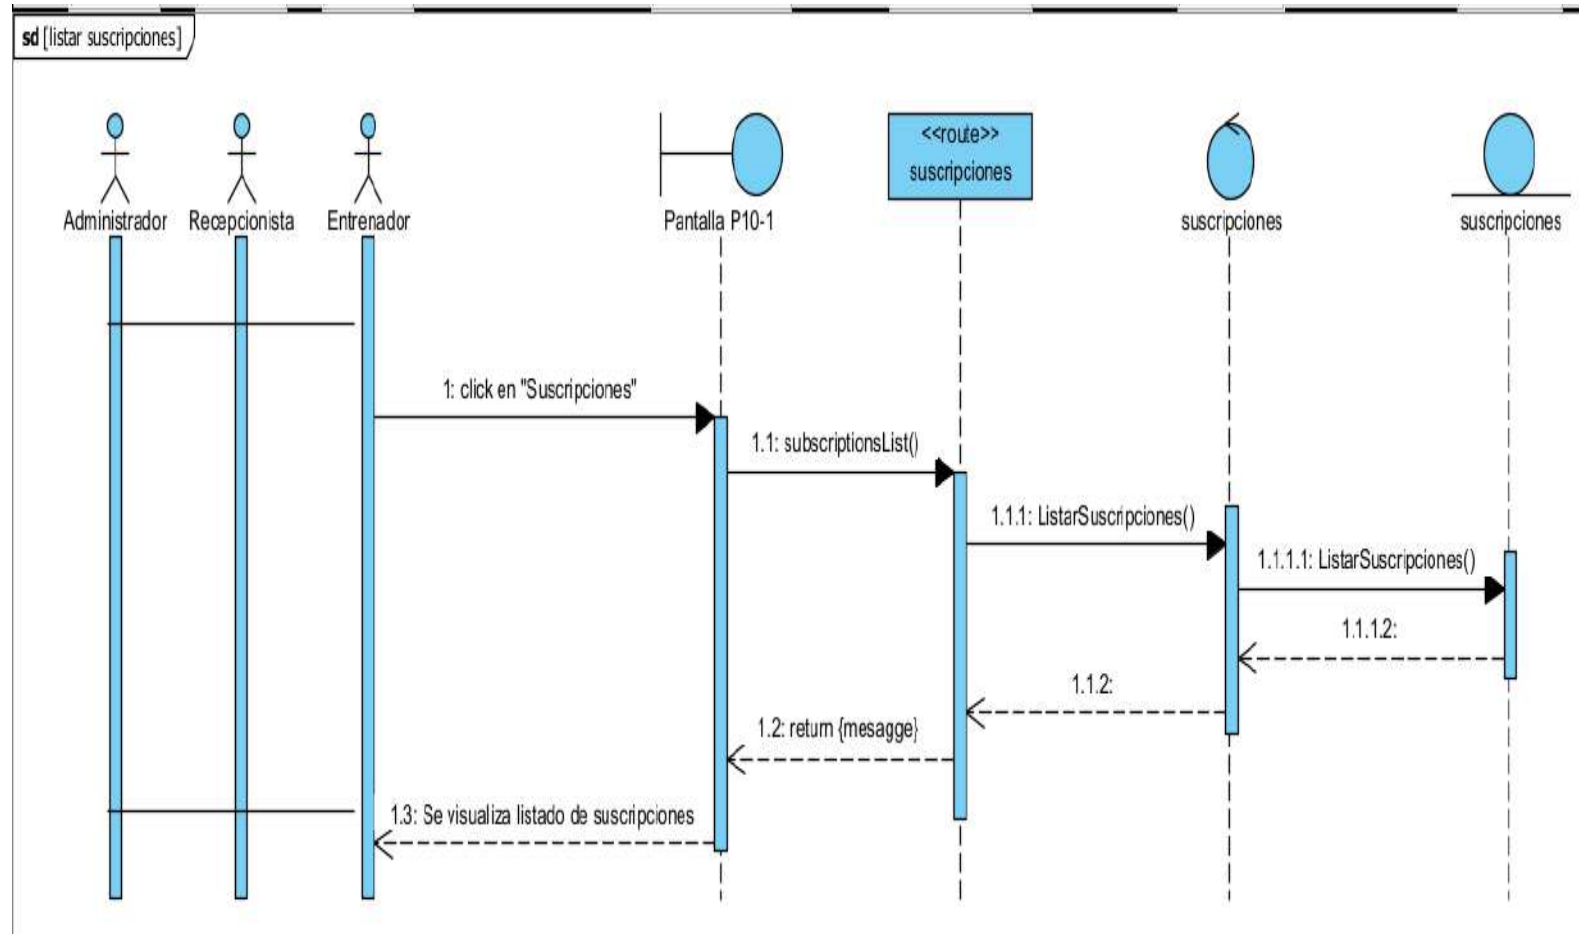 sd [listar suscripciones]
<<route>>
suscripciones
Administrador
Recepcionista
Entrenador
Pantalla P10-1
suscripciones
suscripciones
1: click en "Suscripciones"
1.1: subscriptionsList()
1.1.1: ListarSuscripciones()
1.1.1.1: ListarSuscripciones()
1.1.1.2:
1.1.2:
1.2: return {mesagge}
1.3: Se visualiza listado de suscripciones